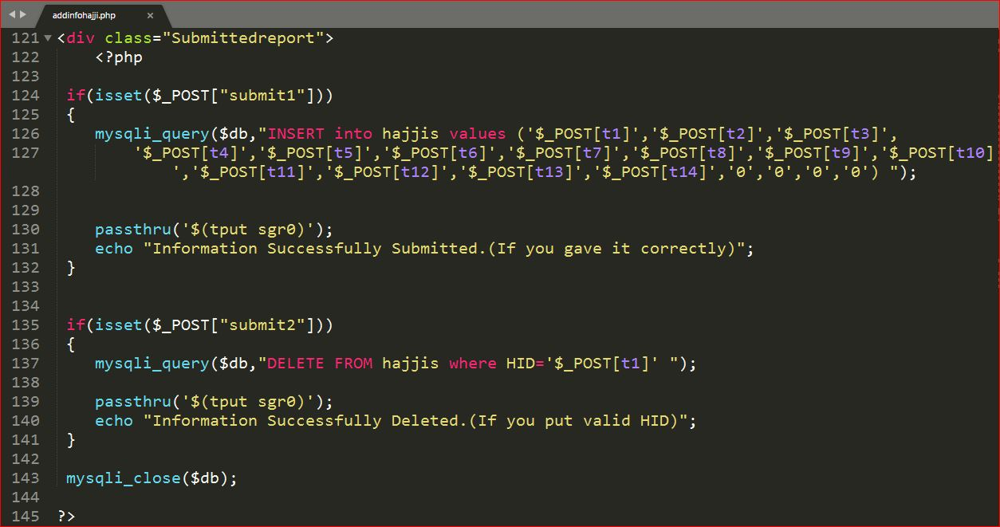 addinfohajji.php ×
121 <div class="Submittedreport">
122     <?php
123
124  if(isset($_POST["submit1"]))
125  {
126     mysqli_query($db,"INSERT into hajjis values ('$_POST[t1]','$_POST[t2]','$_POST[t3]',
127         '$_POST[t4]','$_POST[t5]','$_POST[t6]','$_POST[t7]','$_POST[t8]','$_POST[t9]','$_POST[t10]
             ','$_POST[t11]','$_POST[t12]','$_POST[t13]','$_POST[t14]','0','0','0','0') ");
128
129
130     passthru('$(tput sgr0)');
131     echo "Information Successfully Submitted.(If you gave it correctly)";
132  }
133
134
135  if(isset($_POST["submit2"]))
136  {
137     mysqli_query($db,"DELETE FROM hajjis where HID='$_POST[t1]' ");
138
139     passthru('$(tput sgr0)');
140     echo "Information Successfully Deleted.(If you put valid HID)";
141  }
142
143  mysqli_close($db);
144
145 ?>